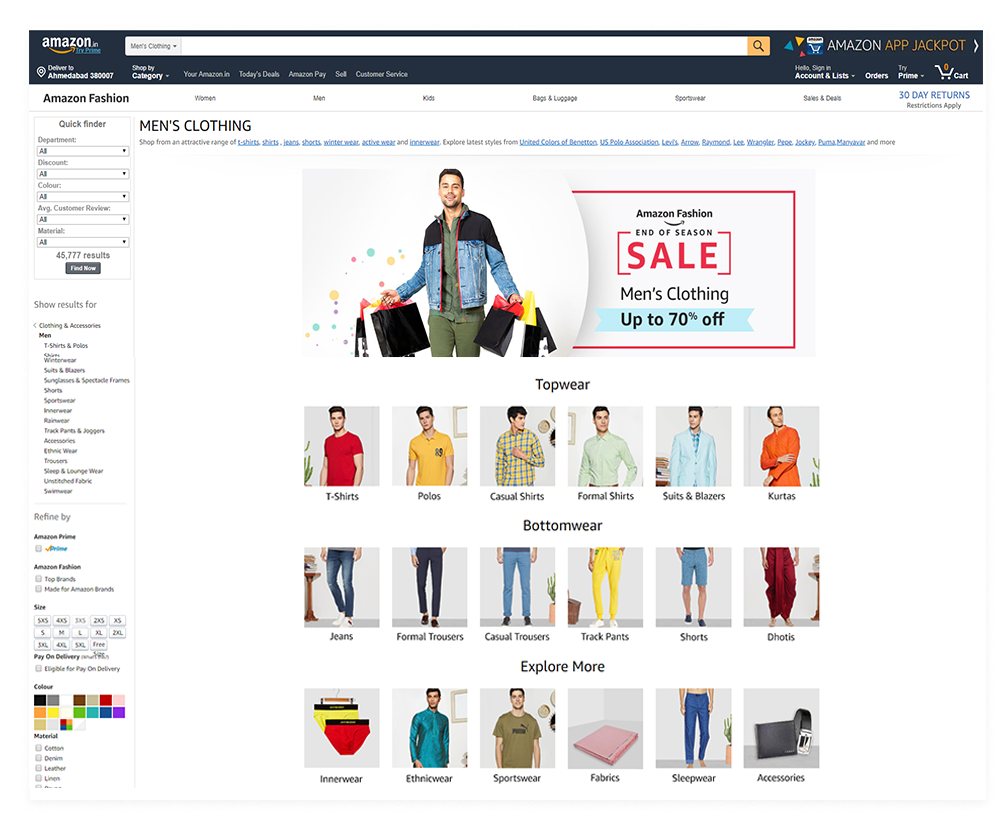 amazon.in
Try Prime
Men's Clothing
AMAZON APP JACKPOT
Deliver to
Ahmedabad 380007
Shop by
Category
Your Amazon.in
Today's Deals
Amazon Pay
Sell
Customer Service
Hello, Sign in
Account & Lists
Orders
Try
Prime
0
Cart
Amazon Fashion
Women
Men
Kids
Bags & Luggage
Sportswear
Sales & Deals
30 DAY RETURNS
Restrictions Apply
Quick finder
Department:
All
Discount:
All
Colour:
All
Avg. Customer Review:
All
Material:
All
45,777 results
Find Now
Show results for
Clothing & Accessories
Men
T-Shirts & Polos
Shirts
Winterwear
Suits & Blazers
Sunglasses & Spectacle Frames
Shorts
Sportswear
Innerwear
Rainwear
Track Pants & Joggers
Accessories
Ethnic Wear
Trousers
Sleep & Lounge Wear
Unstitched Fabric
Swimwear
Refine by
Amazon Prime
Prime
Amazon Fashion
Top Brands
Made for Amazon Brands
Size
5XS 4XS 3XS 2XS XS
S M L XL 2XL
3XL 4XL 5XL Free
Size
Pay On Delivery
Eligible for Pay On Delivery
Colour
Material
Cotton
Denim
Leather
Linen
MEN'S CLOTHING
Shop from an attractive range of t-shirts, shirts , jeans, shorts, winter wear, active wear and innerwear. Explore latest styles from United Colors of Benetton, US Polo Association, Levi's, Arrow, Raymond, Lee, Wrangler, Pepe, Jockey, Puma,Manyavar and more
Amazon Fashion
END OF SEASON
SALE
Men's Clothing
Up to 70% off
Topwear
T-Shirts
Polos
Casual Shirts
Formal Shirts
Suits & Blazers
Kurtas
Bottomwear
Jeans
Formal Trousers
Casual Trousers
Track Pants
Shorts
Dhotis
Explore More
PUMA
Innerwear
Ethnicwear
Sportswear
Fabrics
Sleepwear
Accessories